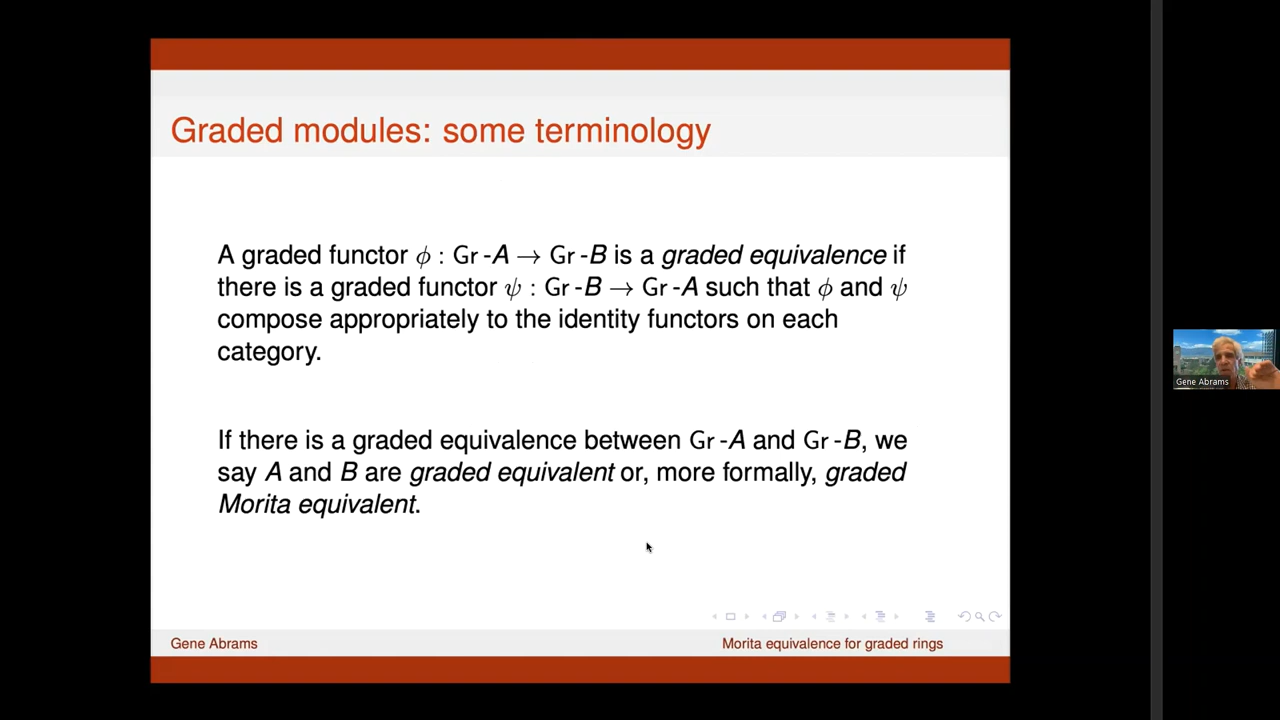 Graded modules: some terminology
A graded functor ϕ : Gr -A → Gr -B is a graded equivalence if
there is a graded functor ψ : Gr -B → Gr -A such that ϕ and ψ
compose appropriately to the identity functors on each
category.
If there is a graded equivalence between Gr -A and Gr -B, we
say A and B are graded equivalent or, more formally, graded
Morita equivalent.
Gene Abrams
Morita equivalence for graded rings
Gene Abrams